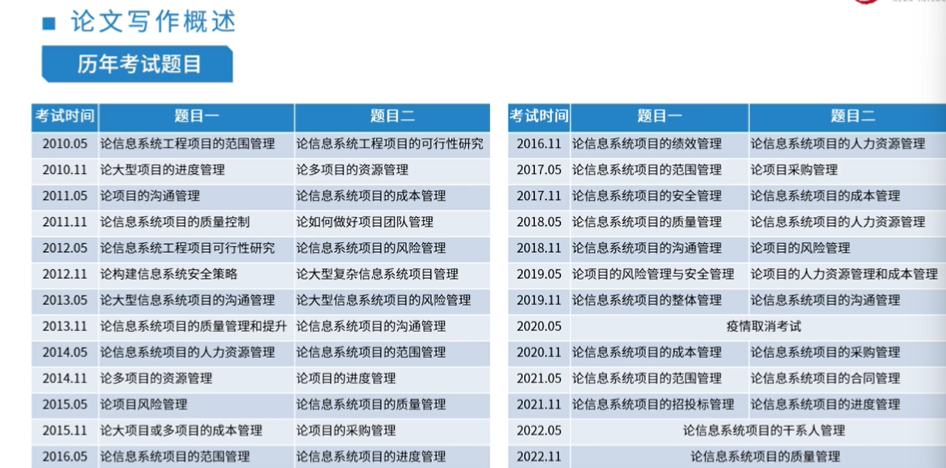 论文写作概述
历年考试题目
考试时间 题目一 题目二
2010.05 论信息系统工程项目的范围管理 论信息系统工程项目的可行性研究
2010.11 论大型项目的进度管理 论多项目的资源管理
2011.05 论项目的沟通管理 论信息系统项目的成本管理
2011.11 论信息系统项目的质量控制 论如何做好项目团队管理
2012.05 论信息系统工程项目可行性研究 论信息系统项目的风险管理
2012.11 论构建信息系统安全策略 论大型复杂信息系统项目管理
2013.05 论大型信息系统项目的沟通管理 论大型信息系统项目的风险管理
2013.11 论信息系统项目的质量管理和提升 论信息系统项目的沟通管理
2014.05 论信息系统项目的人力资源管理 论信息系统项目的范围管理
2014.11 论多项目的资源管理 论项目的进度管理
2015.05 论项目风险管理 论信息系统项目的质量管理
2015.11 论大项目或多项目的成本管理 论项目的采购管理
2016.05 论信息系统项目的范围管理 论信息系统项目的进度管理
考试时间 题目一 题目二
2016.11 论信息系统项目的绩效管理 论信息系统项目的人力资源管理
2017.05 论信息系统项目的范围管理 论项目采购管理
2017.11 论信息系统项目的安全管理 论信息系统项目的成本管理
2018.05 论信息系统项目的质量管理 论信息系统项目的人力资源管理
2018.11 论信息系统项目的沟通管理 论项目的风险管理
2019.05 论项目的风险管理与安全管理 论项目的人力资源管理和成本管理
2019.11 论信息系统项目的整体管理 论信息系统项目的沟通管理
2020.05 疫情取消考试
2020.11 论信息系统项目的成本管理 论信息系统项目的采购管理
2021.05 论信息系统项目的范围管理 论信息系统项目的合同管理
2021.11 论信息系统项目的招投标管理 论信息系统项目的进度管理
2022.05 论信息系统项目的干系人管理
2022.11 论信息系统项目的质量管理